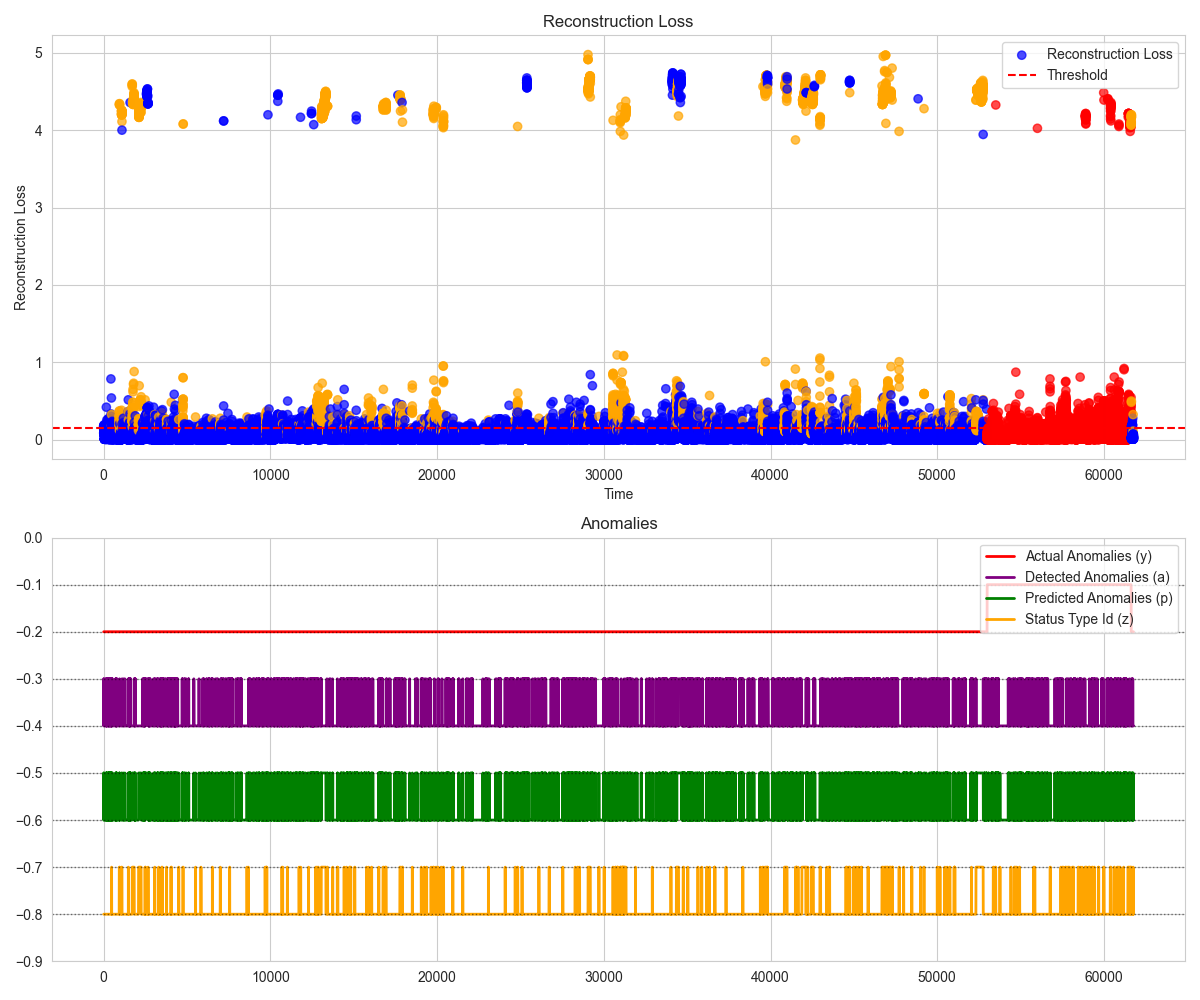 Reconstruction Loss
Reconstruction Loss
Threshold
5
4
3
2
1
0
Reconstruction Loss
0 10000 20000 30000 40000 50000 60000
Time
Anomalies
Actual Anomalies (y)
Detected Anomalies (a)
Predicted Anomalies (p)
Status Type Id (z)
0.0
−0.1
−0.2
−0.3
−0.4
−0.5
−0.6
−0.7
−0.8
−0.9
0 10000 20000 30000 40000 50000 60000